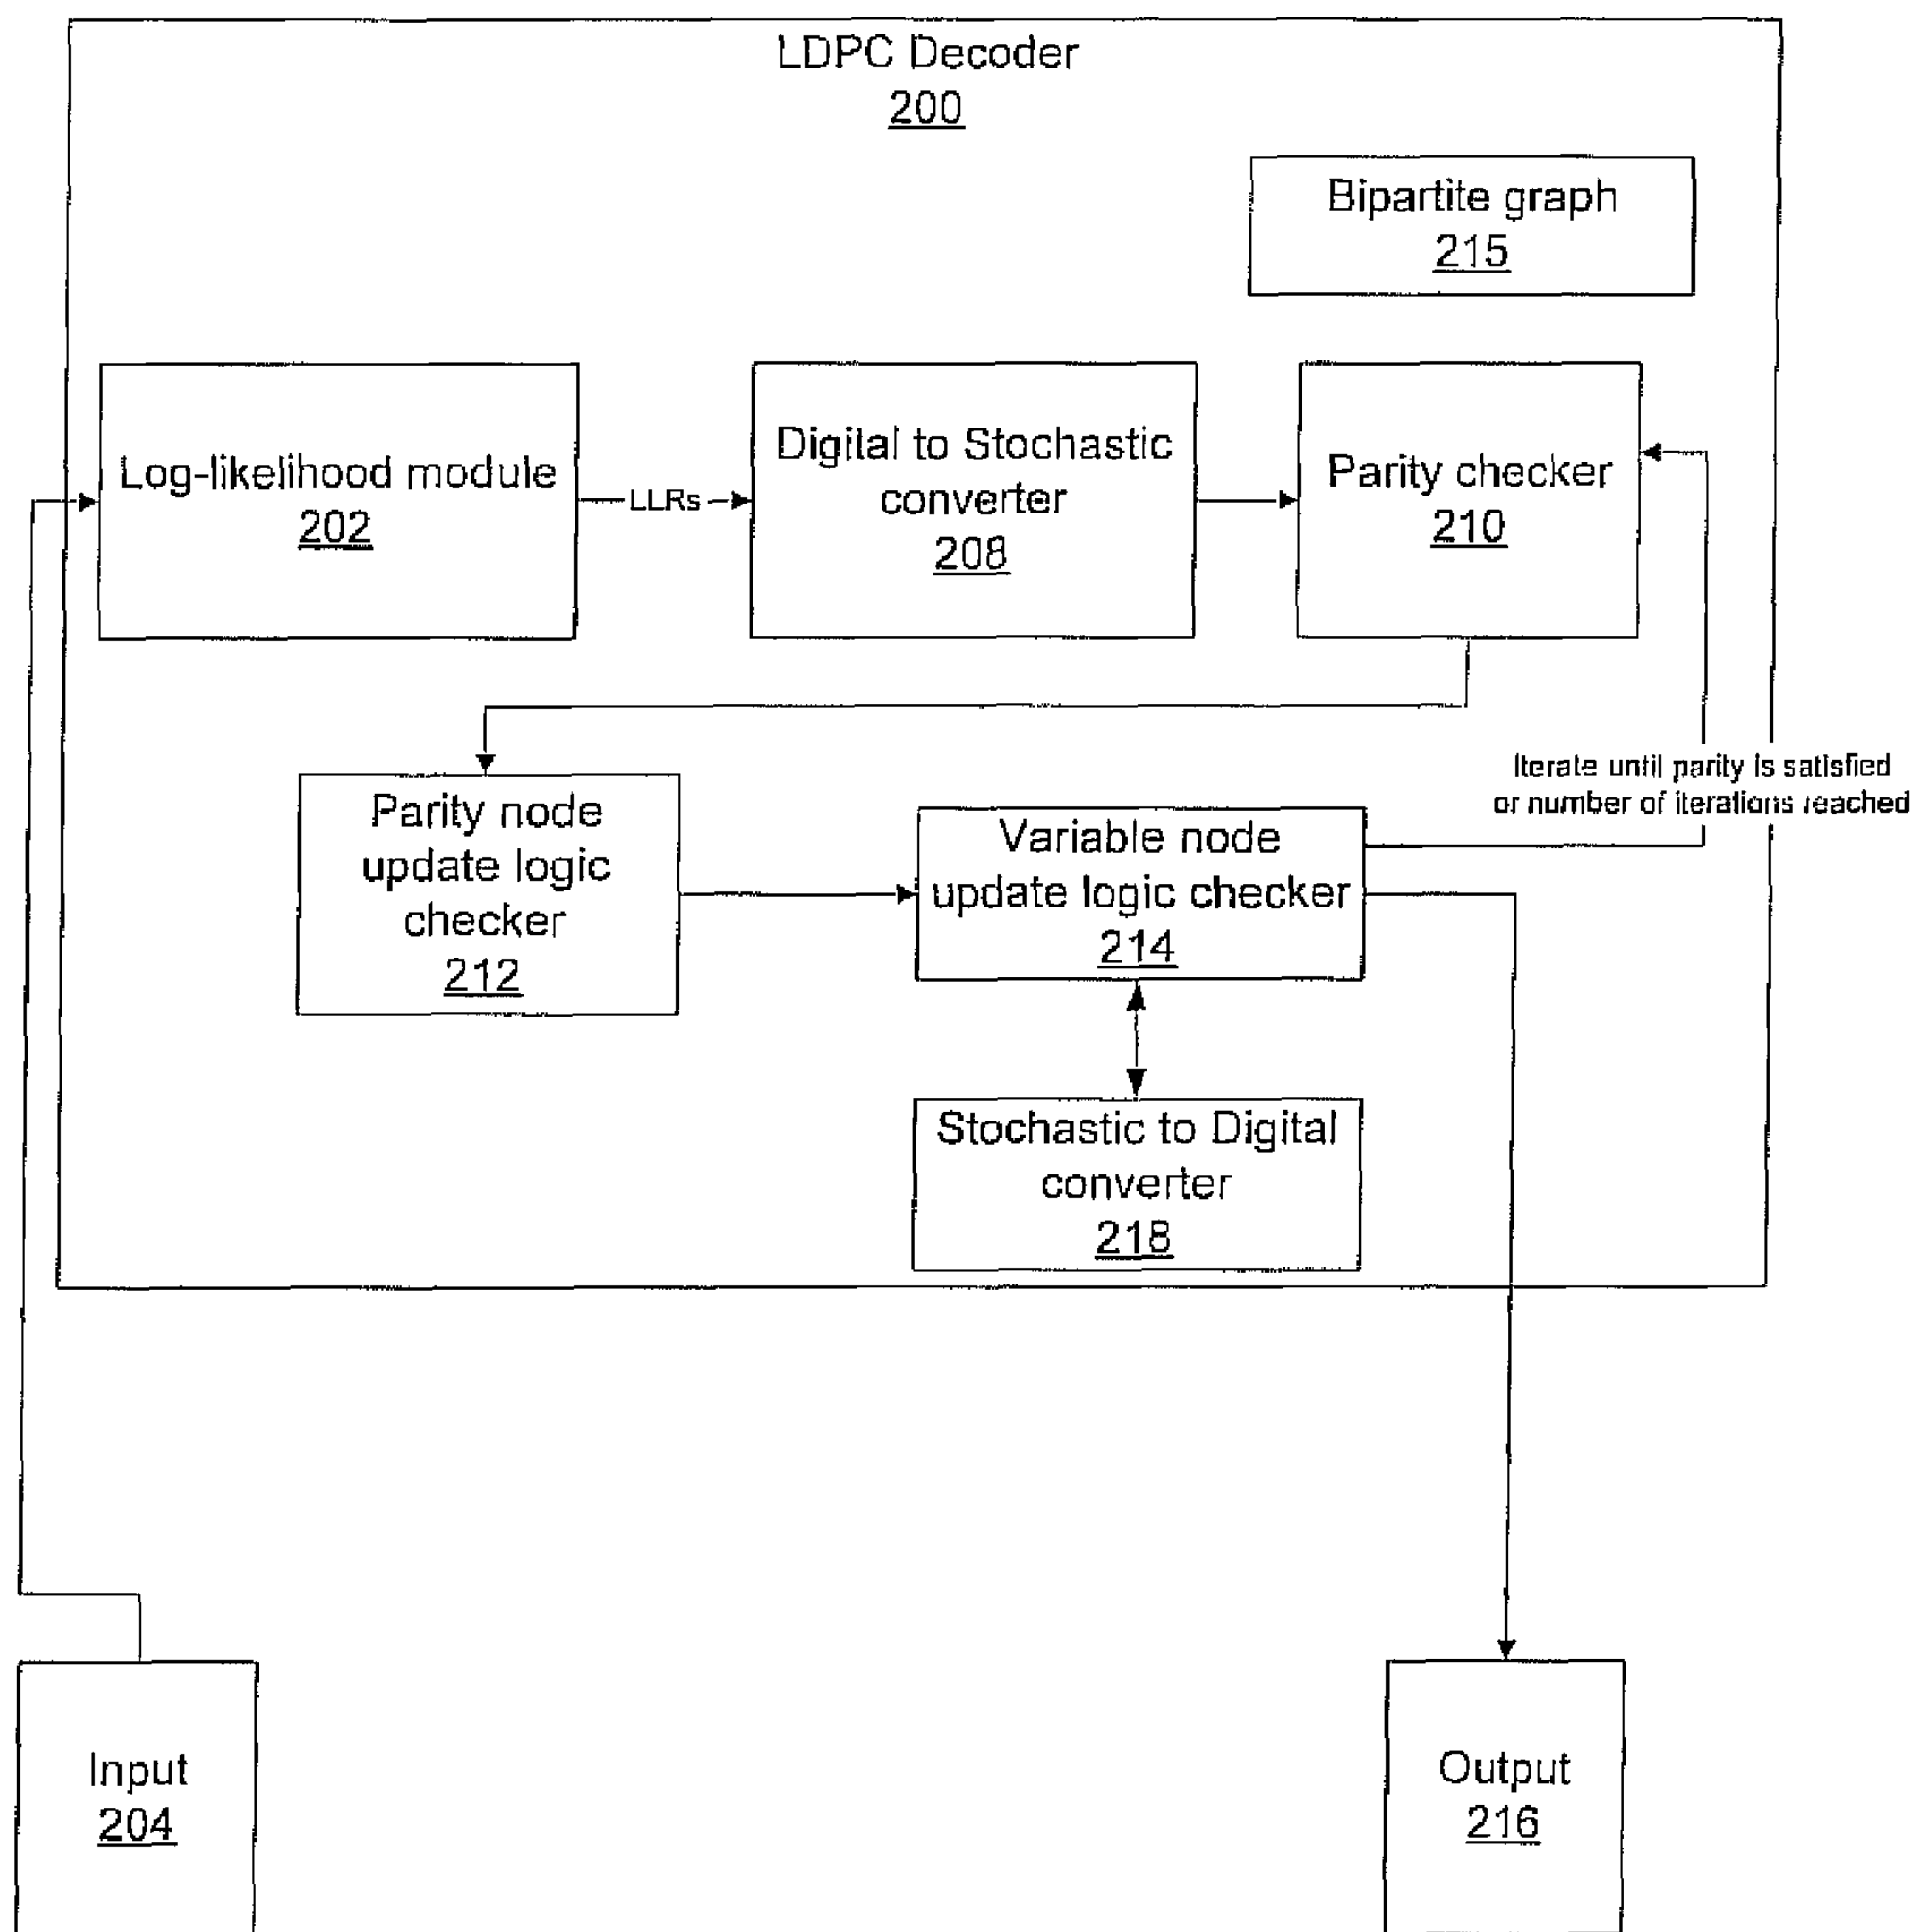 LDPC Decoder
200
Bipartite graph
215
Log-likelihood module
202
LLRs
Digital to Stochastic
converter
208
Parity checker
210
Parity node
update logic
checker
212
Variable node
update logic checker
214
Iterate until parity is satisfied
or number of iterations reached
Stochastic to Digital
converter
218
Input
204
Output
216